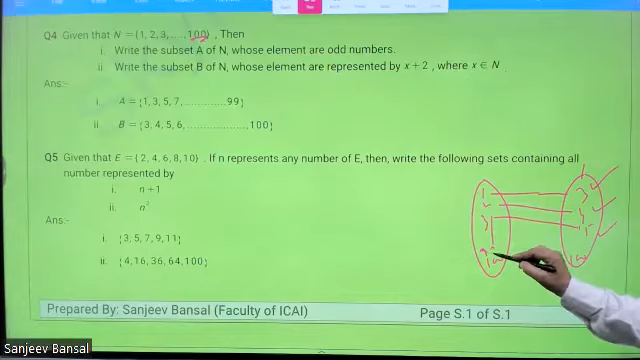 Q4 Given that N = {1, 2, 3, ...., 100}, Then
i. Write the subset A of N, whose element are odd numbers.
ii. Write the subset B of N, whose element are represented by x + 2, where x ∈ N.
Ans:-
i. A = {1, 3, 5, 7, .............99}
ii. B = {3, 4, 5, 6, ..................., 100}
Q5 Given that E = {2, 4, 6, 8, 10}. If n represents any number of E, then, write the following sets containing all
number represented by
i. n + 1
ii. n²
Ans:-
i. {3, 5, 7, 9, 11}
ii. {4, 16, 36, 64, 100}
Prepared By: Sanjeev Bansal (Faculty of ICAI)
Page S.1 of S.1
Sanjeev Bansal